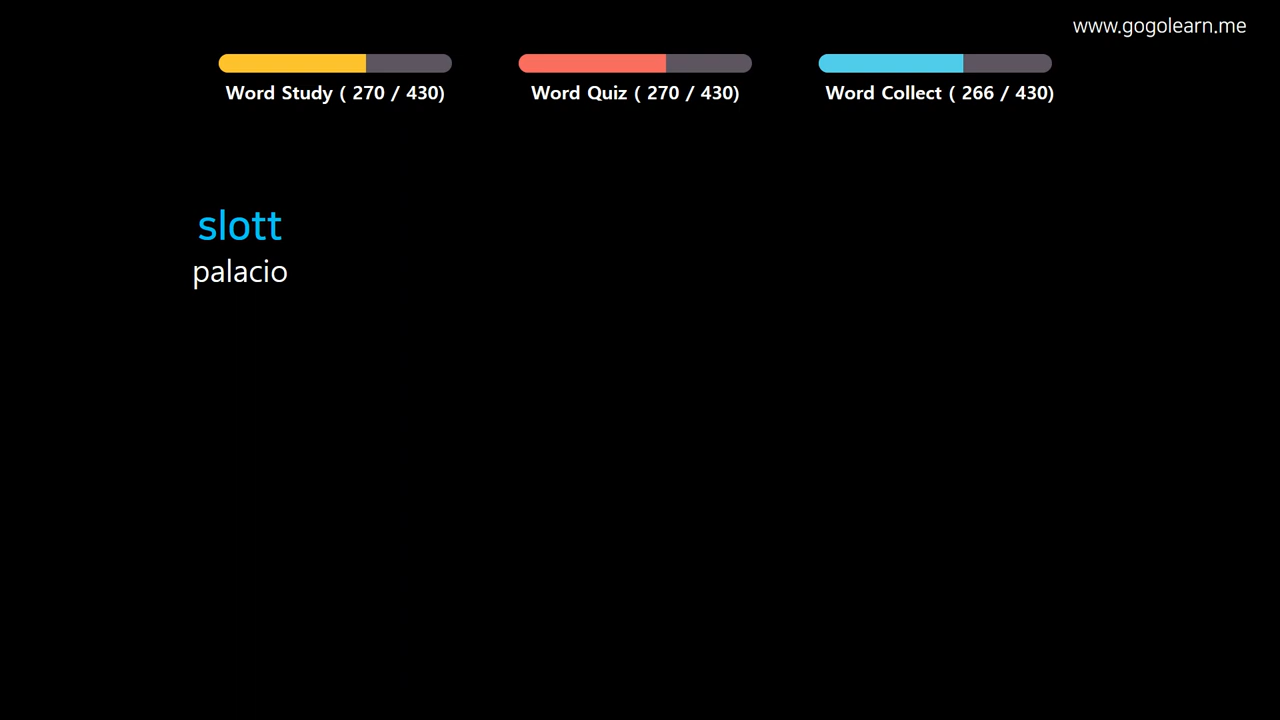 www.gogolearn.me
Word Study ( 270 / 430)
Word Quiz ( 270 / 430)
Word Collect ( 266 / 430)
slott
palacio